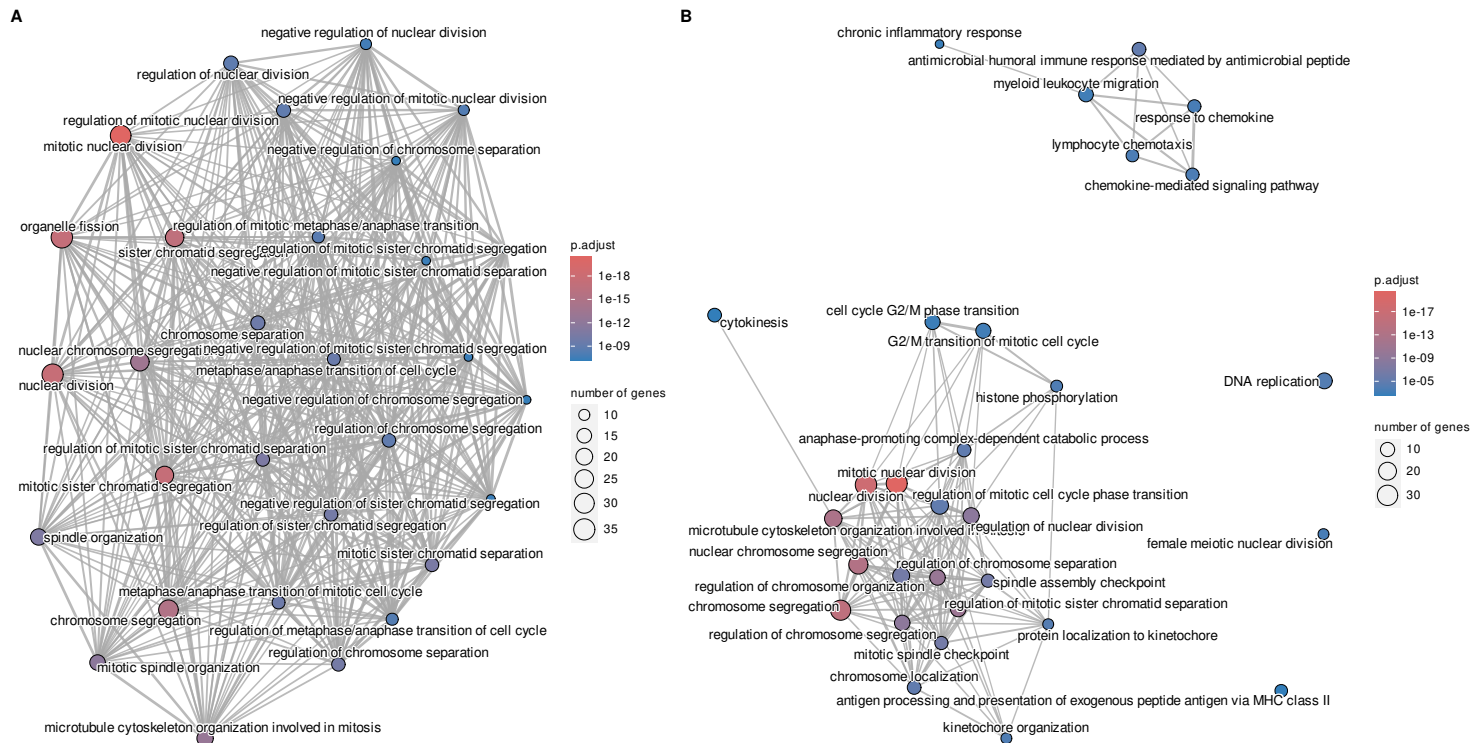 A
negative regulation of nuclear division
regulation of nuclear division
negative regulation of mitotic nuclear division
regulation of mitotic nuclear division
mitotic nuclear division
negative regulation of chromosome separation
organelle fission
regulation of mitotic metaphase/anaphase transition
sister chromatid
regulation of mitotic sister chromatid segregation
negative regulation of mitotic sister chromatid separation
chromosome separation
nuclear chromosome
negative regulation of mitotic sister chromatid segregation
metaphase/anaphase transition of cell cycle
nuclear division
negative regulation of chromosome segregation
regulation of chromosome segregation
regulation of mitotic sister chromatid separation
mitotic sister chromatid segregation
negative regulation of sister chromatid segregation
regulation of sister chromatid segregation
spindle organization
mitotic sister chromatid separation
metaphase/anaphase transition of mitotic cell cycle
chromosome segregation
regulation of metaphase/anaphase transition of cell cycle
regulation of chromosome separation
mitotic spindle organization
microtubule cytoskeleton organization involved in mitosis
p.adjust
1e-18
1e-15
1e-12
1e-09
number of genes
10
15
20
25
30
35
B
chronic inflammatory response
antimicrobial humoral immune response mediated by antimicrobial peptide
myeloid leukocyte migration
response to chemokine
lymphocyte chemotaxis
chemokine-mediated signaling pathway
cell cycle G2/M phase transition
cytokinesis
G2/M transition of mitotic cell cycle
DNA replication
histone phosphorylation
anaphase-promoting complex-dependent catabolic process
mitotic nuclear division
nuclear division
regulation of mitotic cell cycle phase transition
microtubule cytoskeleton organization involved
regulation of nuclear division
female meiotic nuclear division
nuclear chromosome segregation
regulation of chromosome separation
regulation of chromosome organization
spindle assembly checkpoint
chromosome segregation
regulation of mitotic sister chromatid separation
regulation of chromosome segregation
protein localization to kinetochore
mitotic spindle checkpoint
chromosome localization
antigen processing and presentation of exogenous peptide antigen via MHC class II
kinetochore organization
p.adjust
1e-17
1e-13
1e-09
1e-05
number of genes
10
20
30